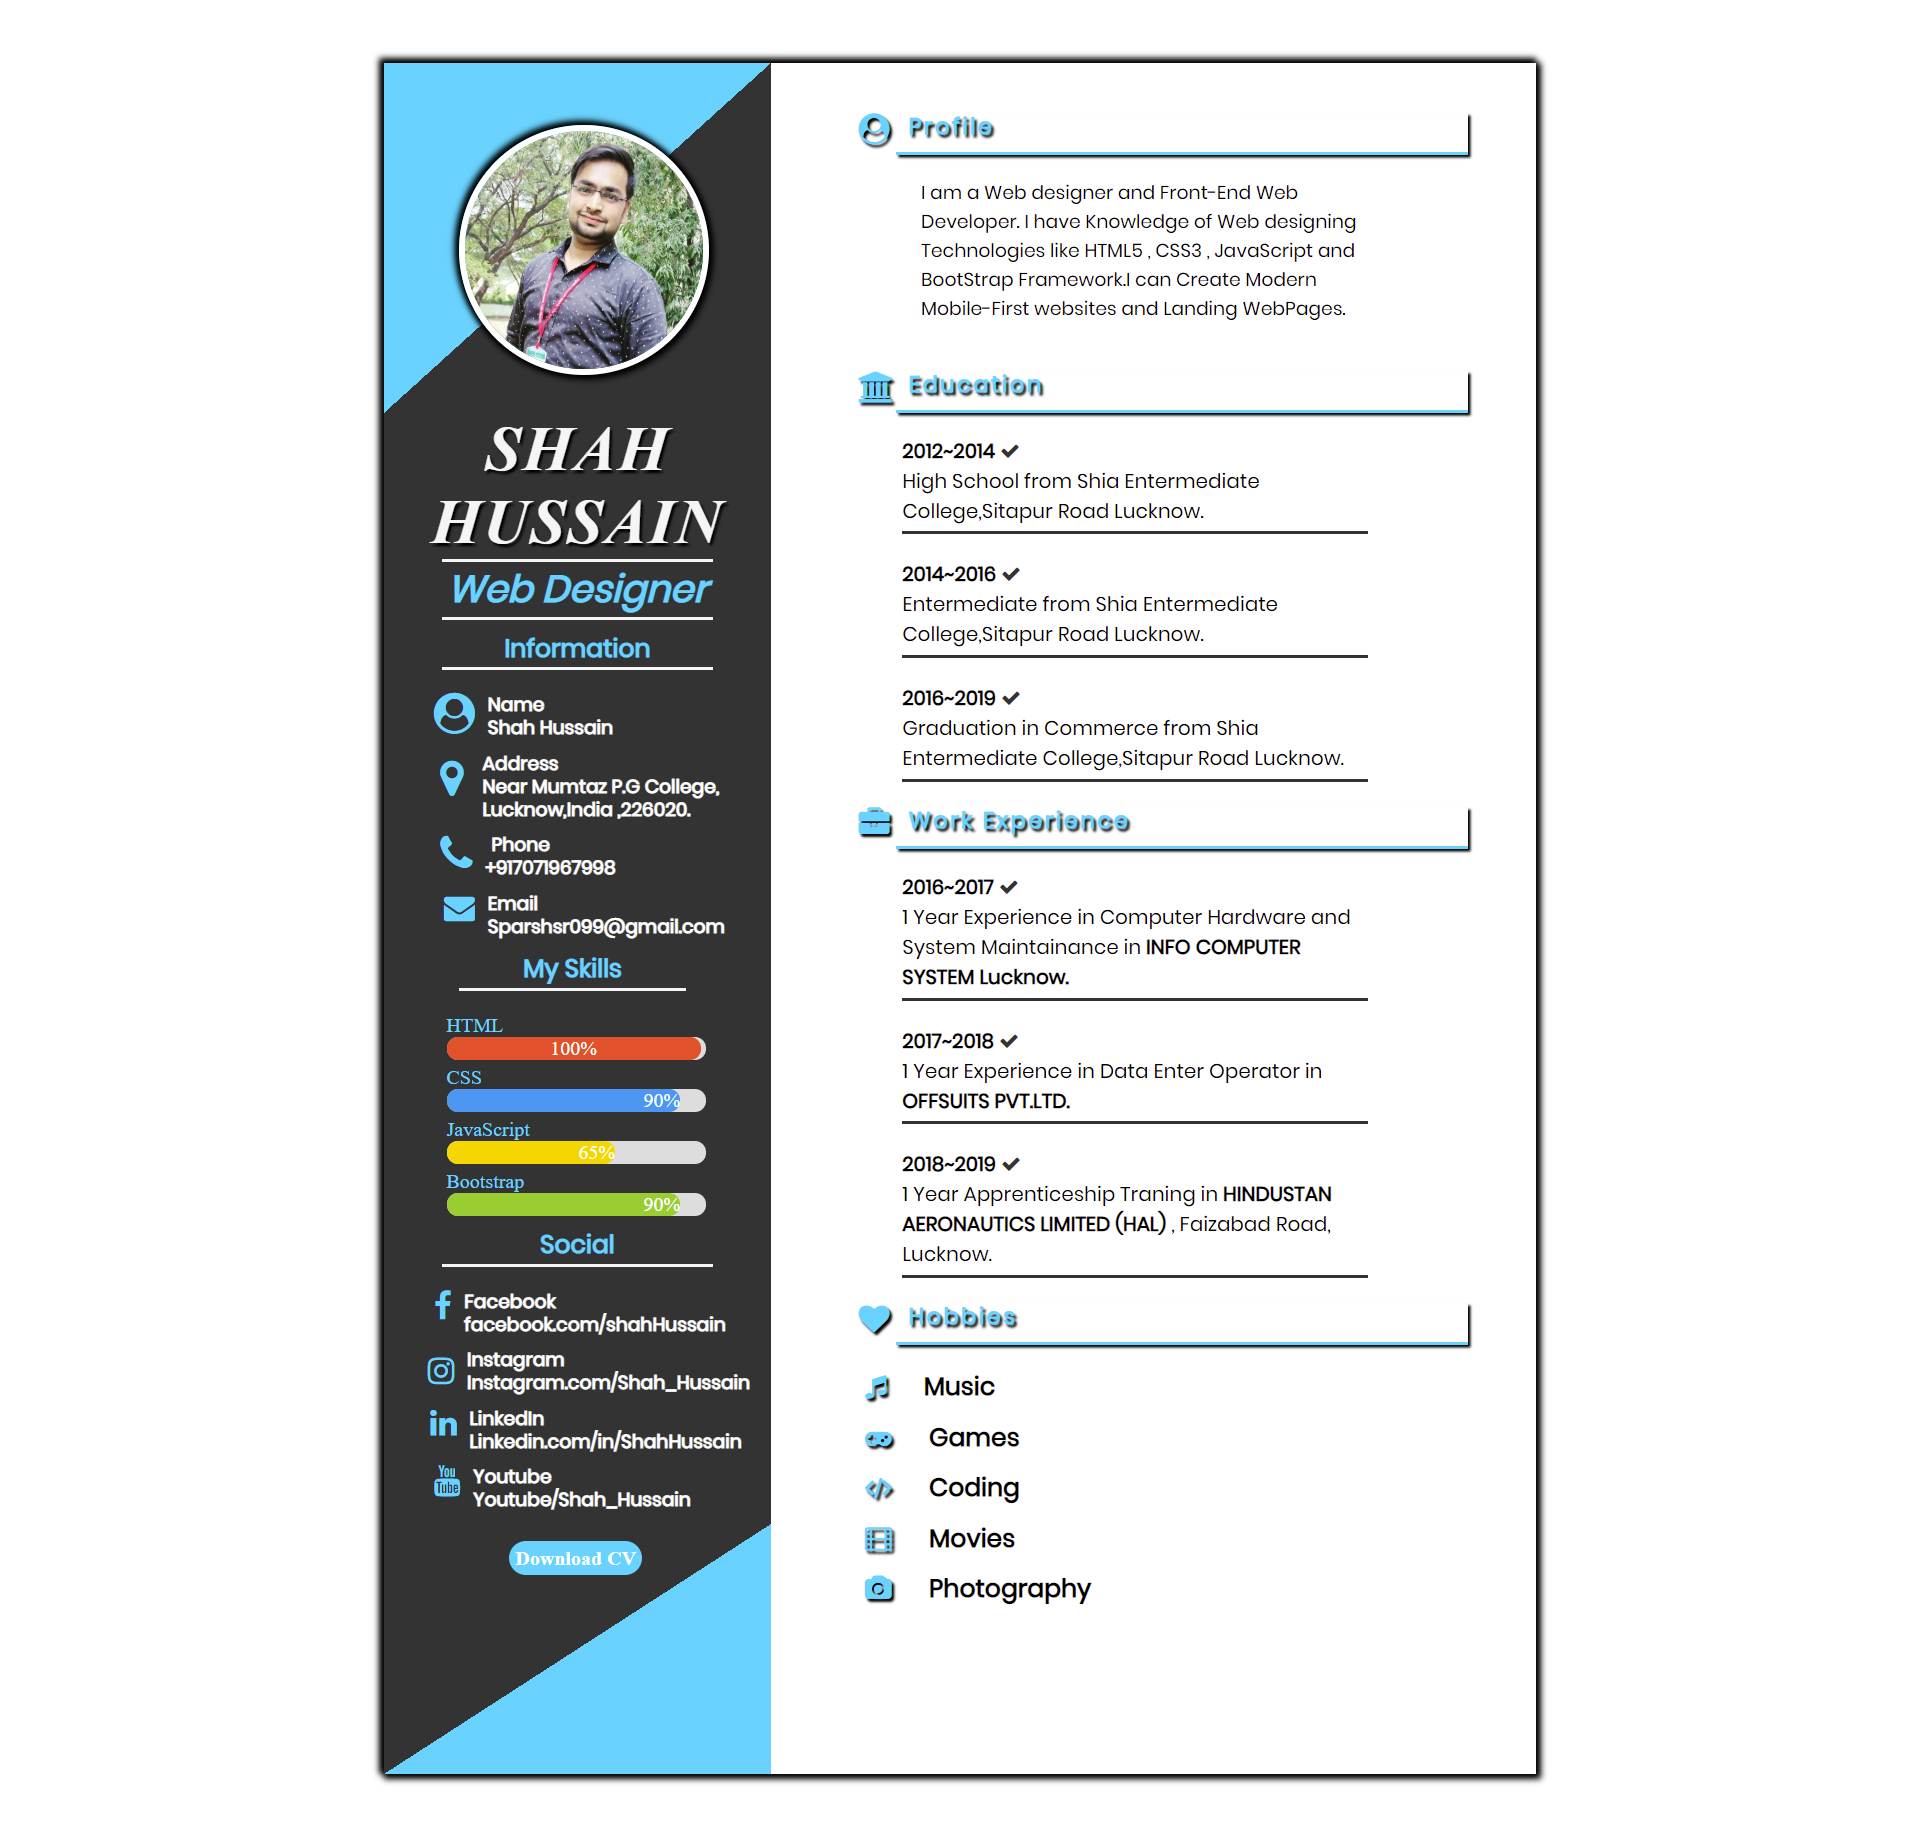 SHAH
HUSSAIN
Web Designer
Information
Name
Shah Hussain
Address
Near Mumtaz P.G College,
Lucknow,India ,226020.
Phone
+917071967998
Email
Sparshsr099@gmail.com
My Skills
HTML
100%
CSS
90%
JavaScript
65%
Bootstrap
90%
Social
Facebook
facebook.com/shahHussain
Instagram
Instagram.com/Shah_Hussain
LinkedIn
Linkedin.com/in/ShahHussain
You
Tube
Youtube
Youtube/Shah_Hussain
Download CV
Profile
I am a Web designer and Front-End Web
Developer. I have Knowledge of Web designing
Technologies like HTML5 , CSS3 , JavaScript and
BootStrap Framework.I can Create Modern
Mobile-First websites and Landing WebPages.
Education
2012~2014 ✔
High School from Shia Entermediate
College,Sitapur Road Lucknow.
2014~2016 ✔
Entermediate from Shia Entermediate
College,Sitapur Road Lucknow.
2016~2019 ✔
Graduation in Commerce from Shia
Entermediate College,Sitapur Road Lucknow.
Work Experience
2016~2017 ✔
1 Year Experience in Computer Hardware and
System Maintainance in INFO COMPUTER
SYSTEM Lucknow.
2017~2018 ✔
1 Year Experience in Data Enter Operator in
OFFSUITS PVT.LTD.
2018~2019 ✔
1 Year Apprenticeship Traning in HINDUSTAN
AERONAUTICS LIMITED (HAL) , Faizabad Road,
Lucknow.
Hobbies
Music
Games
Coding
Movies
Photography